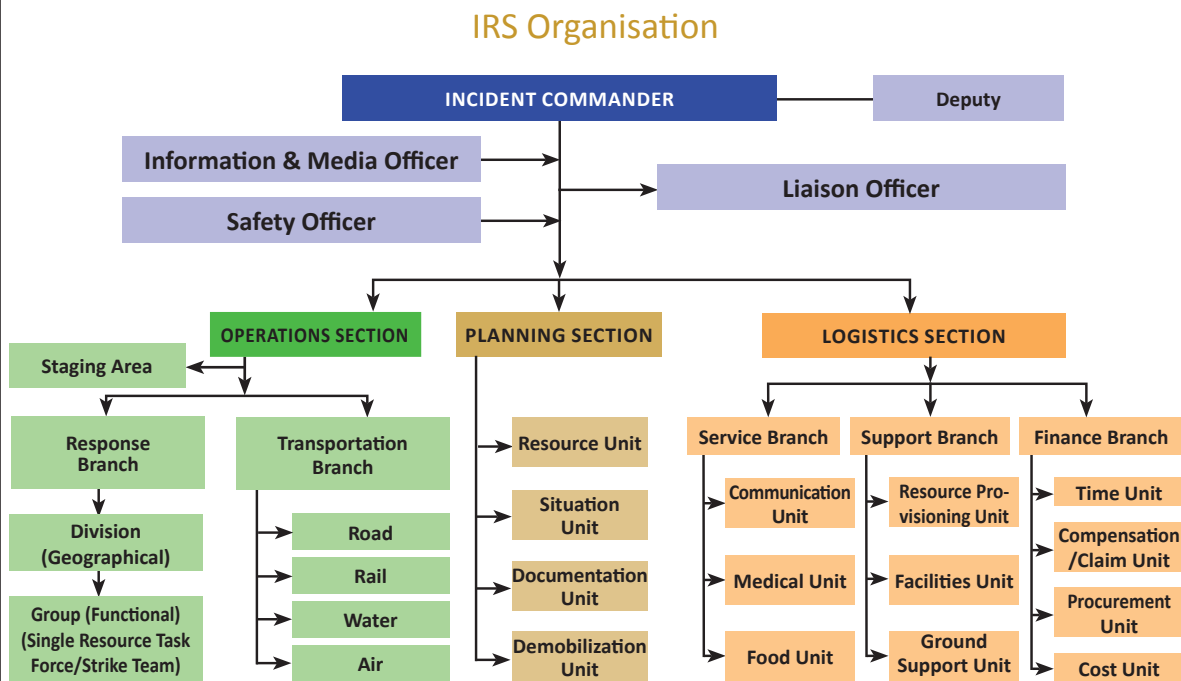 IRS Organisation
INCIDENT COMMANDER
Deputy
Information & Media Officer
Liaison Officer
Safety Officer
OPERATIONS SECTION
PLANNING SECTION
LOGISTICS SECTION
Staging Area
Response
Branch
Transportation
Branch
Division
(Geographical)
Group (Functional)
(Single Resource Task
Force/Strike Team)
Road
Rail
Water
Air
Resource Unit
Situation
Unit
Documentation
Unit
Demobilization
Unit
Service Branch
Support Branch
Finance Branch
Communication
Unit
Medical Unit
Food Unit
Resource Pro-
visioning Unit
Facilities Unit
Ground
Support Unit
Time Unit
Compensation
/Claim Unit
Procurement
Unit
Cost Unit